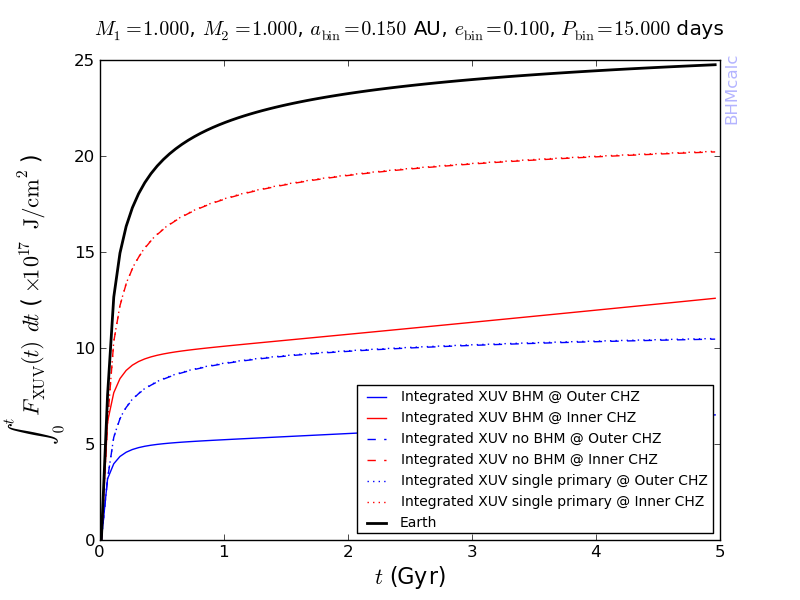 M₁ =1.000, M₂ =1.000, a_bin =0.150 AU, e_bin =0.100, P_bin =15.000 days
BHMcalc
∫₀ᵗ F_XUV(t) dt ( ×10¹⁷ J/cm² )
25
20
15
10
5
0
Integrated XUV BHM @ Outer CHZ
Integrated XUV BHM @ Inner CHZ
Integrated XUV no BHM @ Outer CHZ
Integrated XUV no BHM @ Inner CHZ
Integrated XUV single primary @ Outer CHZ
Integrated XUV single primary @ Inner CHZ
Earth
0 1 2 3 4 5
t (Gyr)